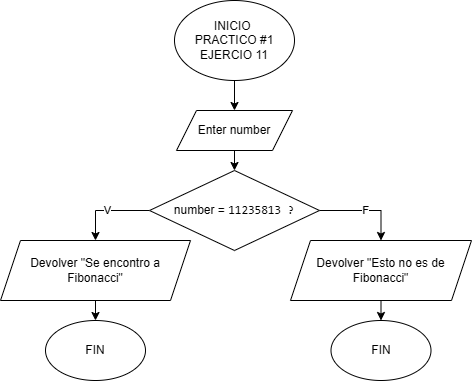 INICIO
PRACTICO #1
EJERCIO 11
Enter number
number = 11235813 ?
V
F
Devolver "Se encontro a
Fibonacci"
Devolver "Esto no es de
Fibonacci"
FIN
FIN